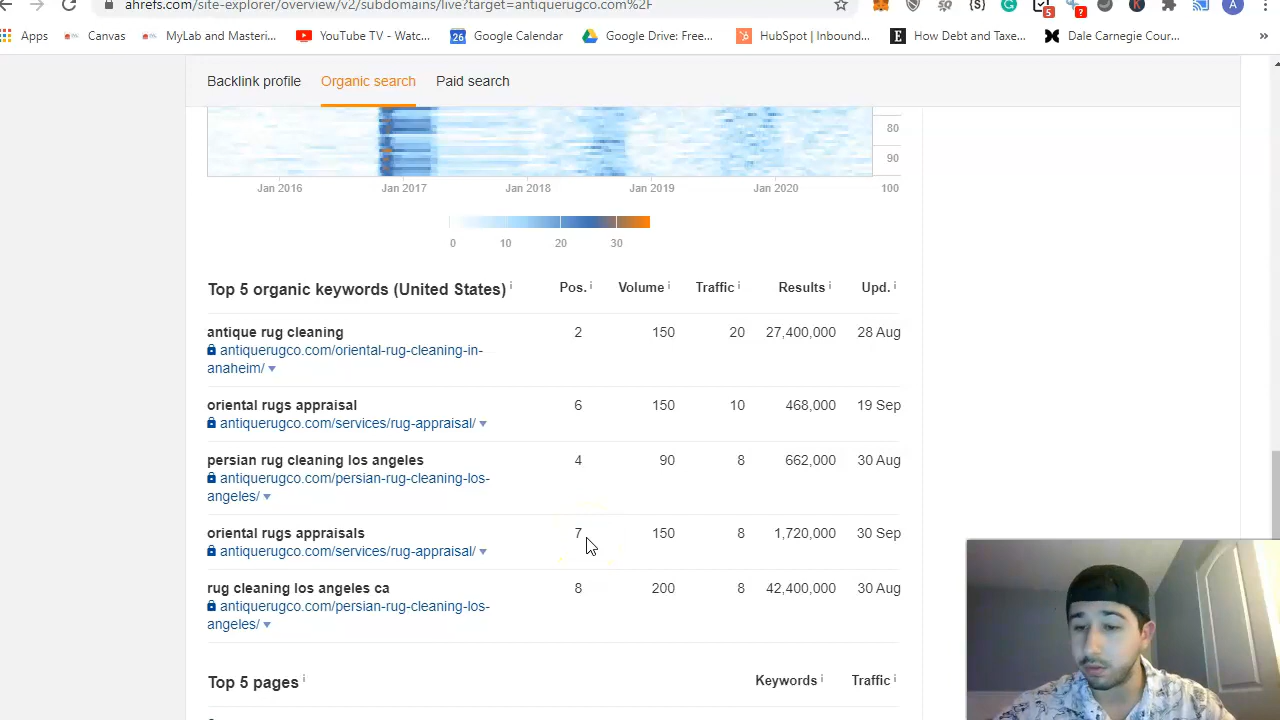 ahrefs.com/site-explorer/overview/v2/subdomains/live?target=antiquerugco.com%2F
5 ? K A
Apps Canvas MyLab and Masteri... YouTube TV - Watc... 26 Google Calendar Google Drive: Free... HubSpot | Inbound... E How Debt and Taxe... Dale Carnegie Cour... »
Backlink profile Organic search Paid search
80
90
100
Jan 2016 Jan 2017 Jan 2018 Jan 2019 Jan 2020
0 10 20 30
Top 5 organic keywords (United States) i Pos. i Volume i Traffic i Results i Upd. i
antique rug cleaning 2 150 20 27,400,000 28 Aug
antiquerugco.com/oriental-rug-cleaning-in-
anaheim/
oriental rugs appraisal 6 150 10 468,000 19 Sep
antiquerugco.com/services/rug-appraisal/
persian rug cleaning los angeles 4 90 8 662,000 30 Aug
antiquerugco.com/persian-rug-cleaning-los-
angeles/
oriental rugs appraisals 7 150 8 1,720,000 30 Sep
antiquerugco.com/services/rug-appraisal/
rug cleaning los angeles ca 8 200 8 42,400,000 30 Aug
antiquerugco.com/persian-rug-cleaning-los-
angeles/
Top 5 pages i Keywords i Traffic i